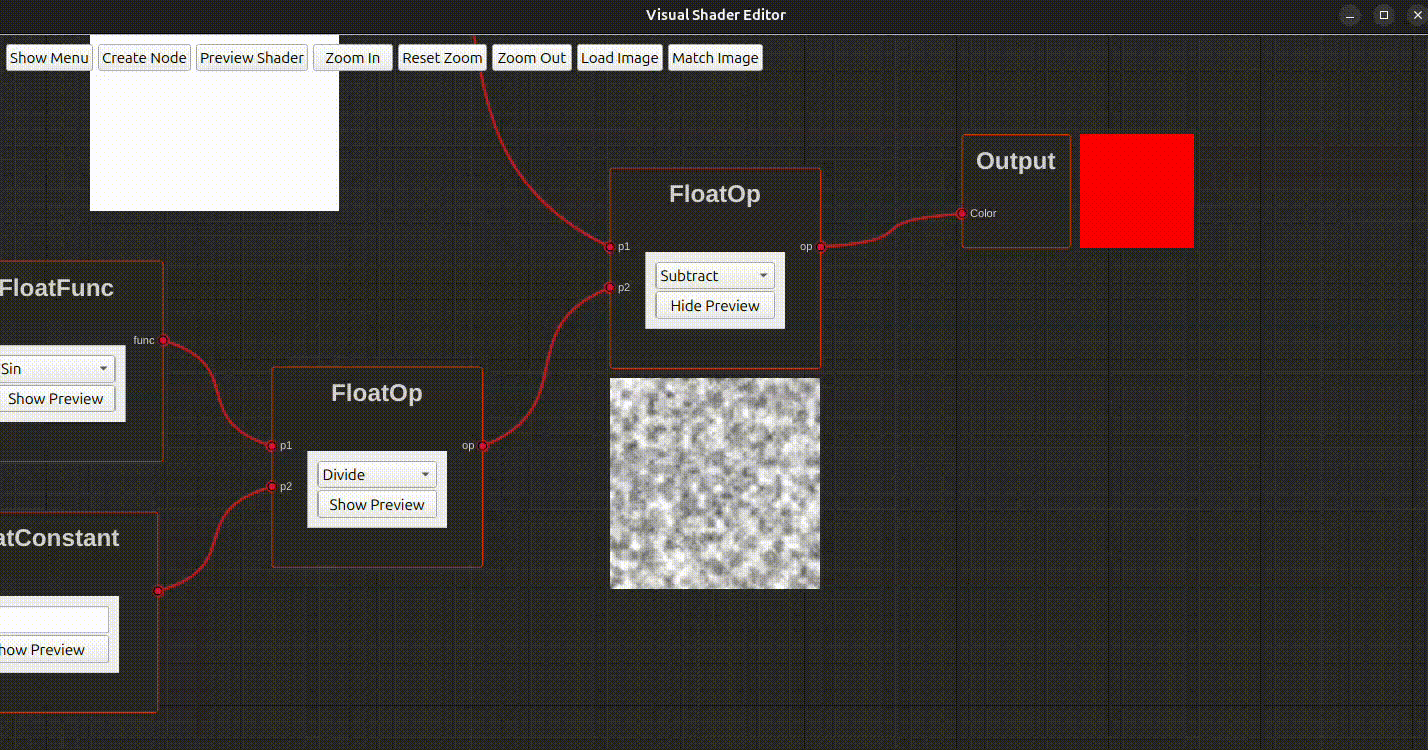 Visual Shader Editor
Show Menu Create Node Preview Shader Zoom In Reset Zoom Zoom Out Load Image Match Image
FloatFunc
func
Sin
Show Preview
atConstant
how Preview
FloatOp
p1
op
p2
Divide
Show Preview
FloatOp
p1
op
p2
Subtract
Hide Preview
Output
Color